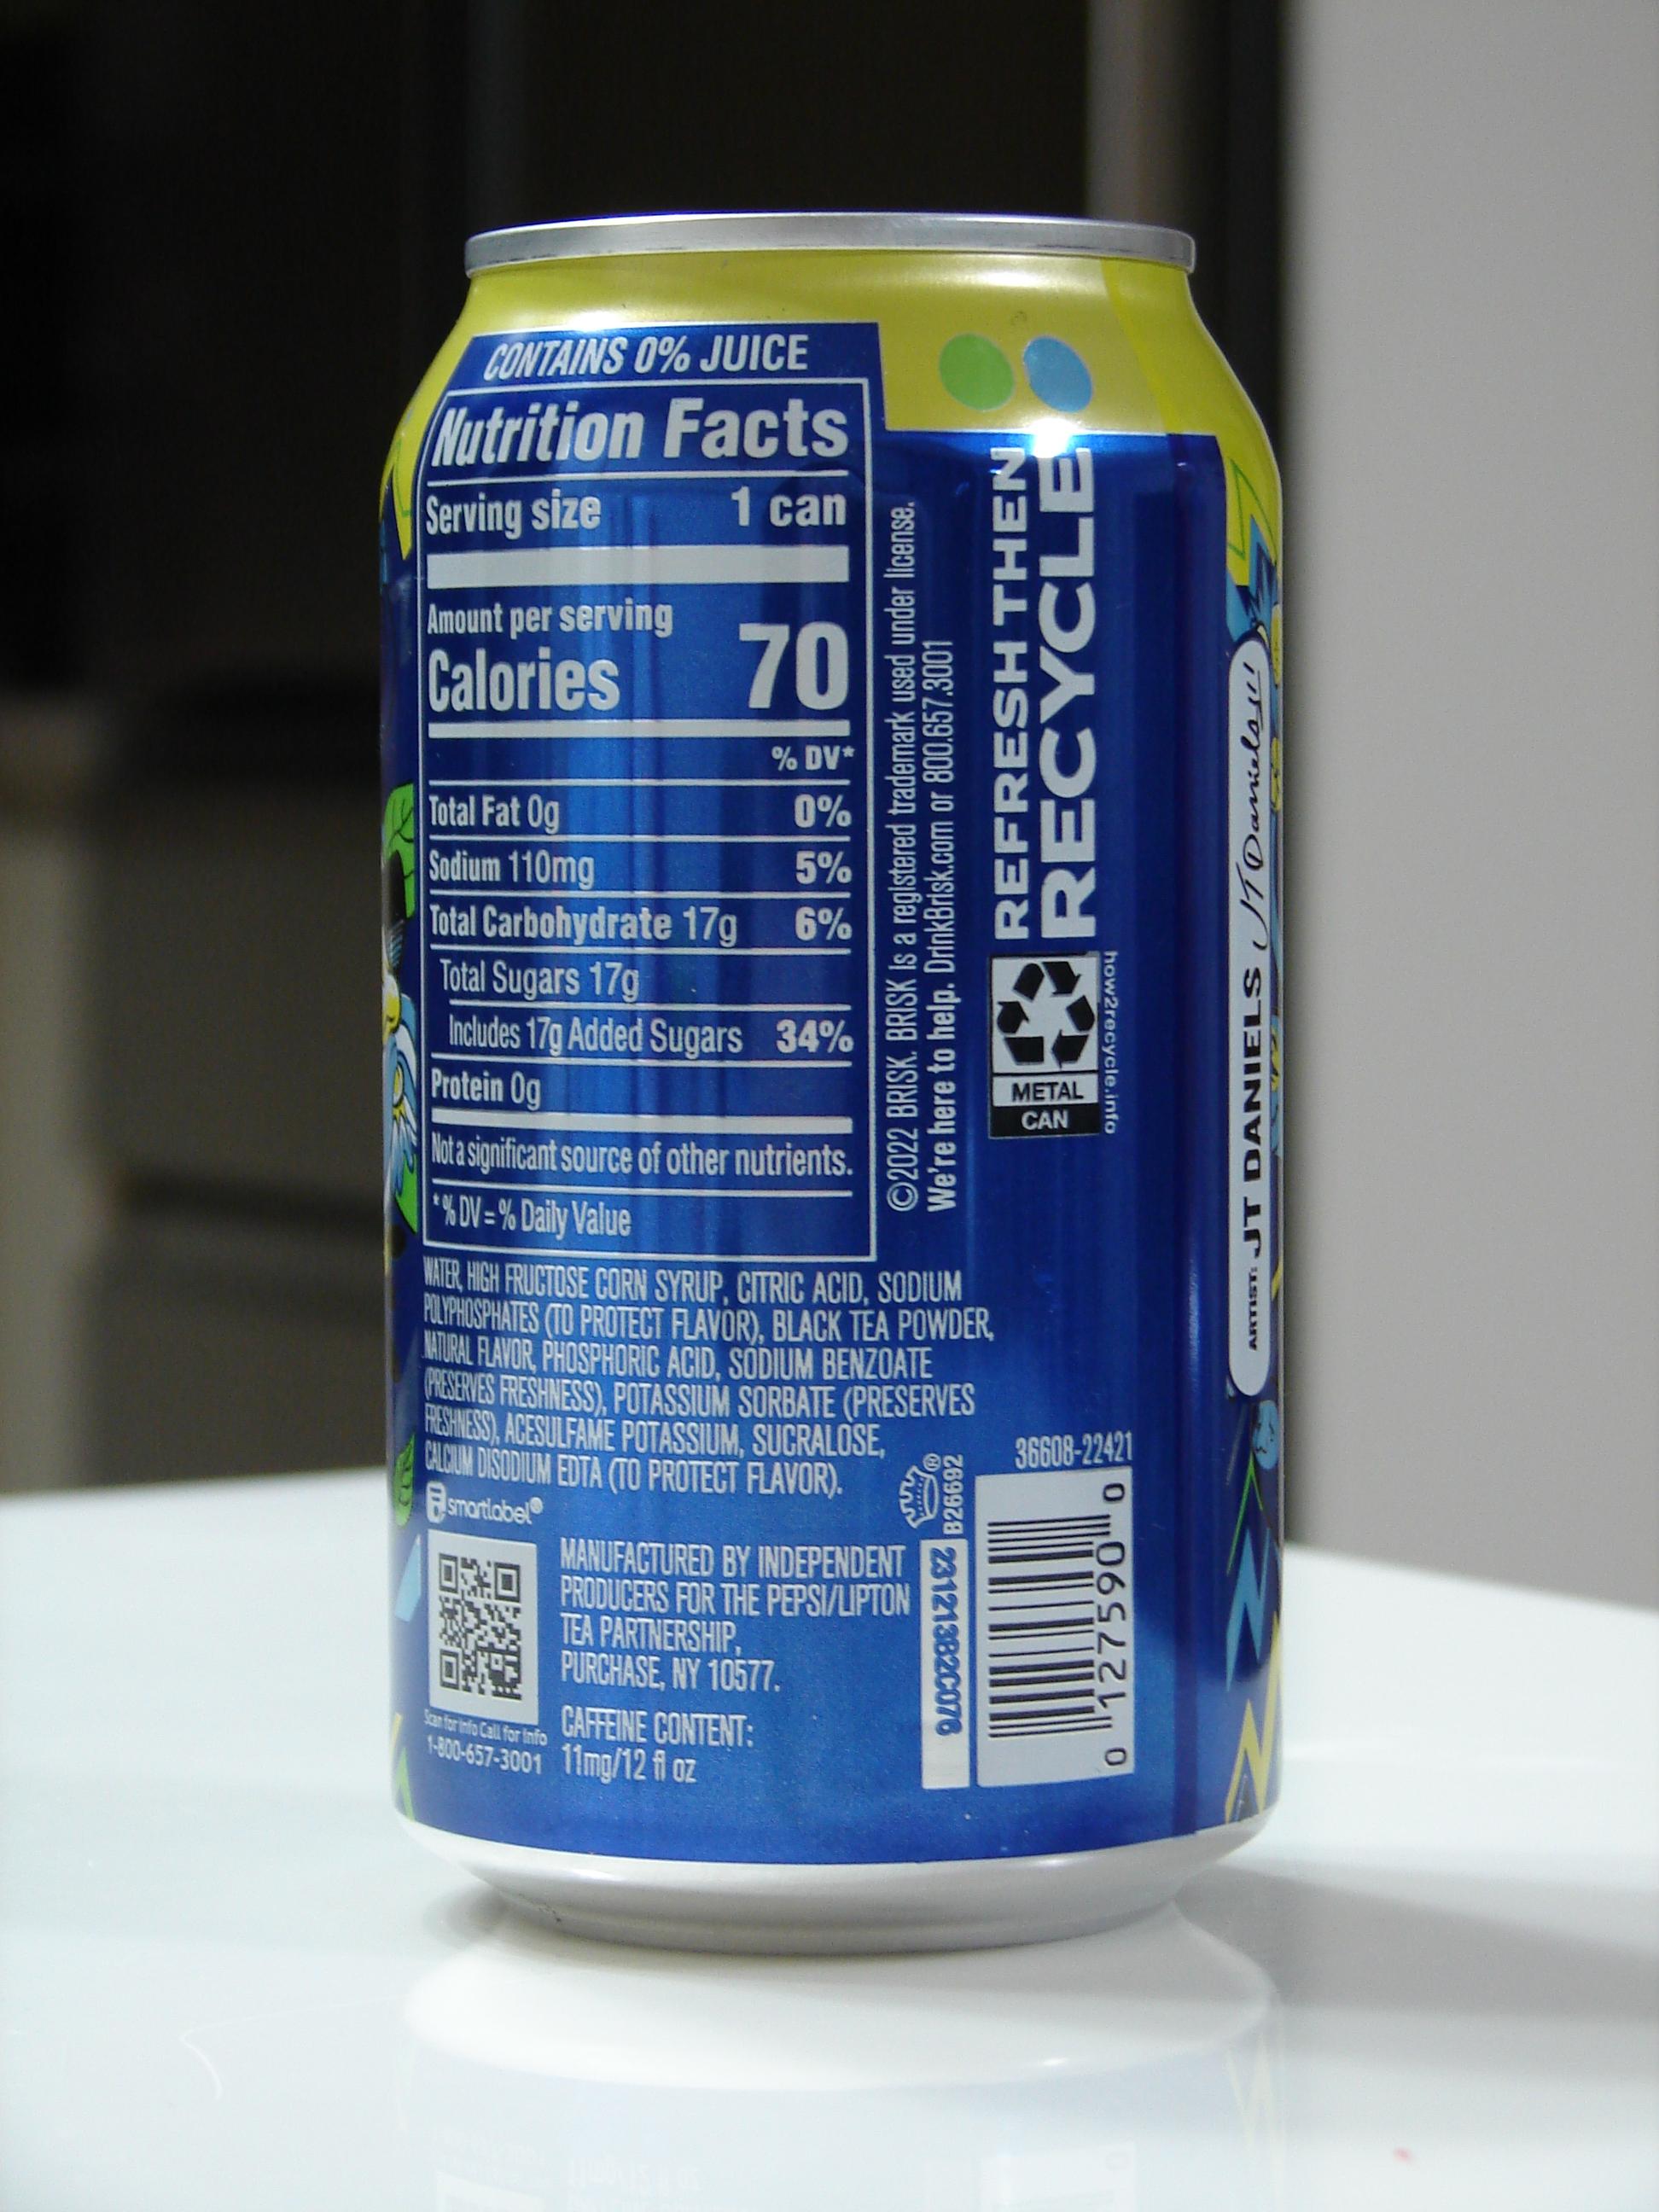 CONTAINS 0% JUICE
Nutrition Facts
Serving size 1 can
Amount per serving
Calories 70
% DV*
Total Fat 0g 0%
Sodium 110mg 5%
Total Carbohydrate 17g 6%
Total Sugars 17g
Includes 17g Added Sugars 34%
Protein 0g
Not a significant source of other nutrients.
*% DV = % Daily Value
WATER, HIGH FRUCTOSE CORN SYRUP, CITRIC ACID, SODIUM
POLYPHOSPHATES (TO PROTECT FLAVOR), BLACK TEA POWDER,
NATURAL FLAVOR, PHOSPHORIC ACID, SODIUM BENZOATE
(PRESERVES FRESHNESS), POTASSIUM SORBATE (PRESERVES
FRESHNESS), ACESULFAME POTASSIUM, SUCRALOSE,
CALCIUM DISODIUM EDTA (TO PROTECT FLAVOR).
smartlabel®
Scan for info Call for Info
1-800-657-3001
MANUFACTURED BY INDEPENDENT
PRODUCERS FOR THE PEPSI/LIPTON
TEA PARTNERSHIP,
PURCHASE, NY 10577.
CAFFEINE CONTENT:
11mg/12 fl oz
©2022 BRISK. BRISK is a registered trademark used under license.
We're here to help. DrinkBrisk.com or 800.657.3001
REFRESH THEN
RECYCLE
METAL
CAN
how2recycle.info
®
B26692
23121382C076
36608-22421
0 127590 0
ARTIST: JT DANIELS JT Daniels!!!